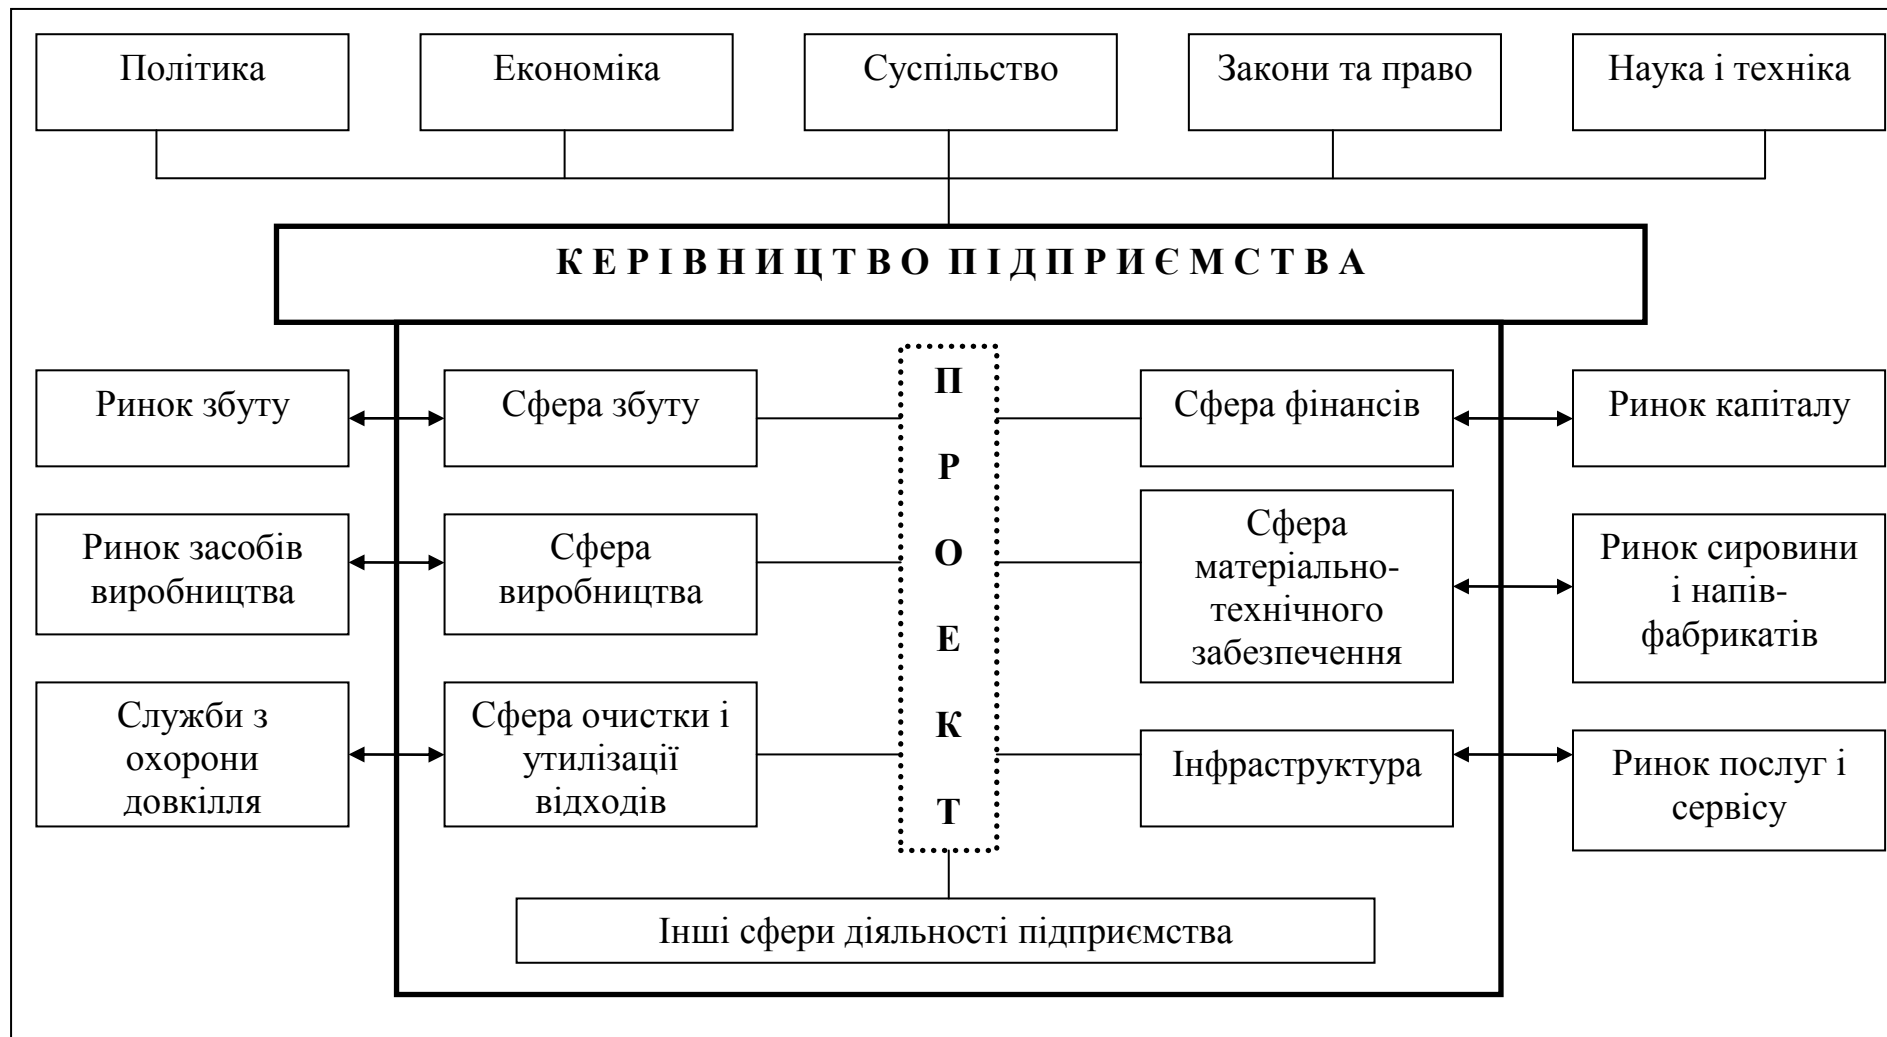 Політика
Економіка
Суспільство
Закони та право
Наука і техніка
КЕРІВНИЦТВО ПІДПРИЄМСТВА
Ринок збуту
Сфера збуту
П
Р
О
Е
К
Т
Сфера фінансів
Ринок капіталу
Ринок засобів
виробництва
Сфера
виробництва
Сфера
матеріально-
технічного
забезпечення
Ринок сировини
і напів-
фабрикатів
Служби з
охорони
довкілля
Сфера очистки і
утилізації
відходів
Інфраструктура
Ринок послуг і
сервісу
Інші сфери діяльності підприємства